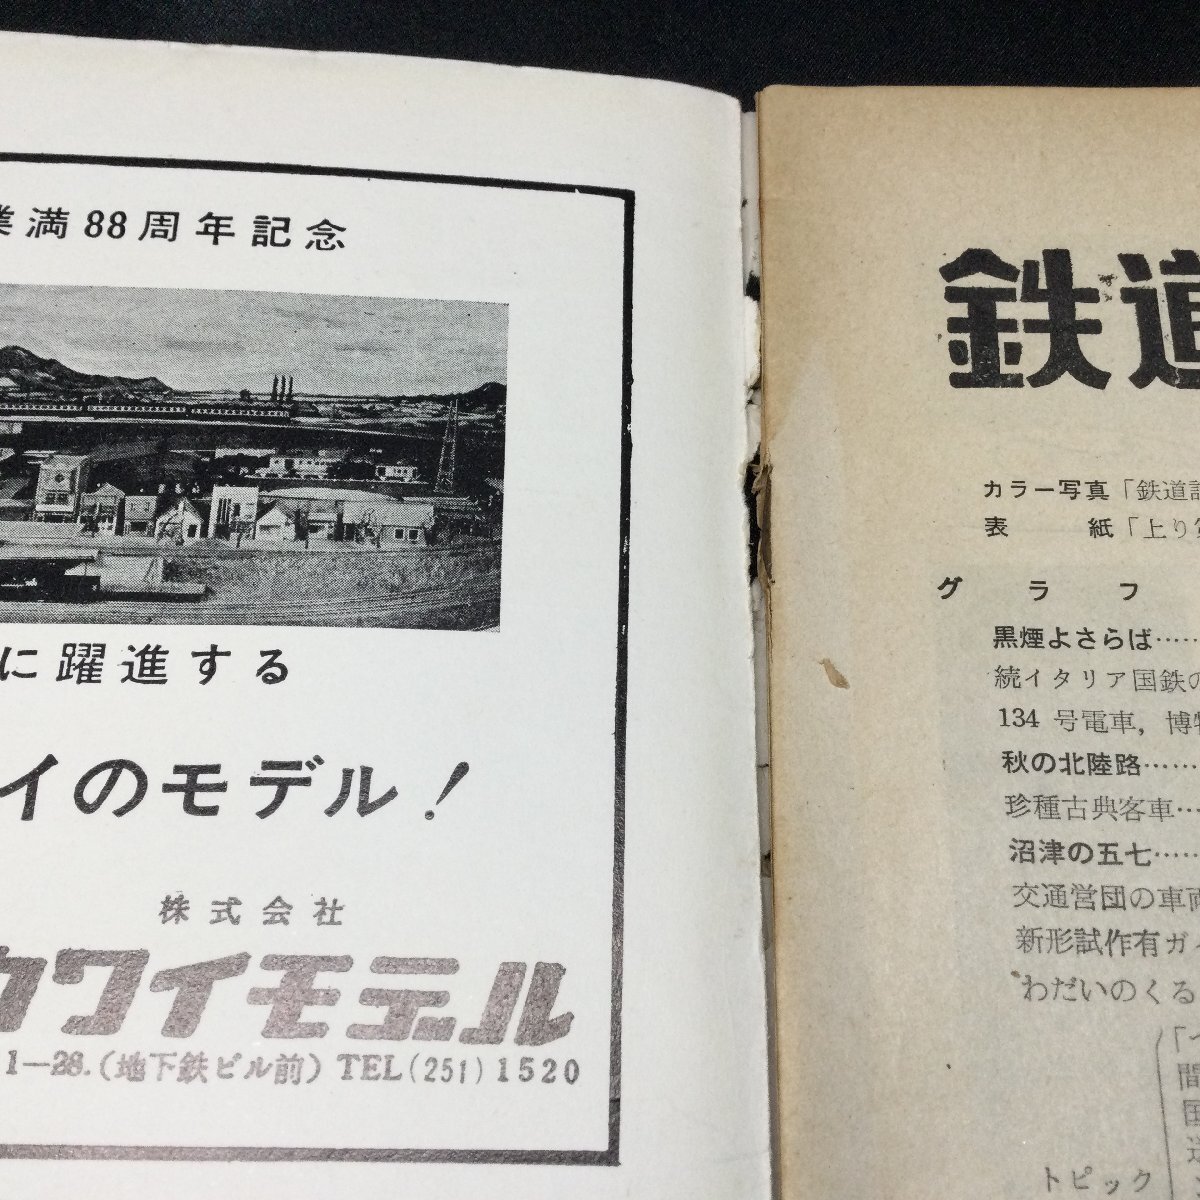 業満88周年記念
に躍進する
イのモデル!
株式会社
カワイモデル
1-28.(地下鉄ビル前) TEL(251)1520
鉄道
カラー写真「鉄道
表　紙「上り
グラフ
黒煙よさらば……
続イタリア国鉄の
134 号電車, 博物
秋の北陸路……
珍種古典客車…
沼津の五七……
交通営団の車両
新形試作有ガ
わだいのくる
「
間
国
トピック